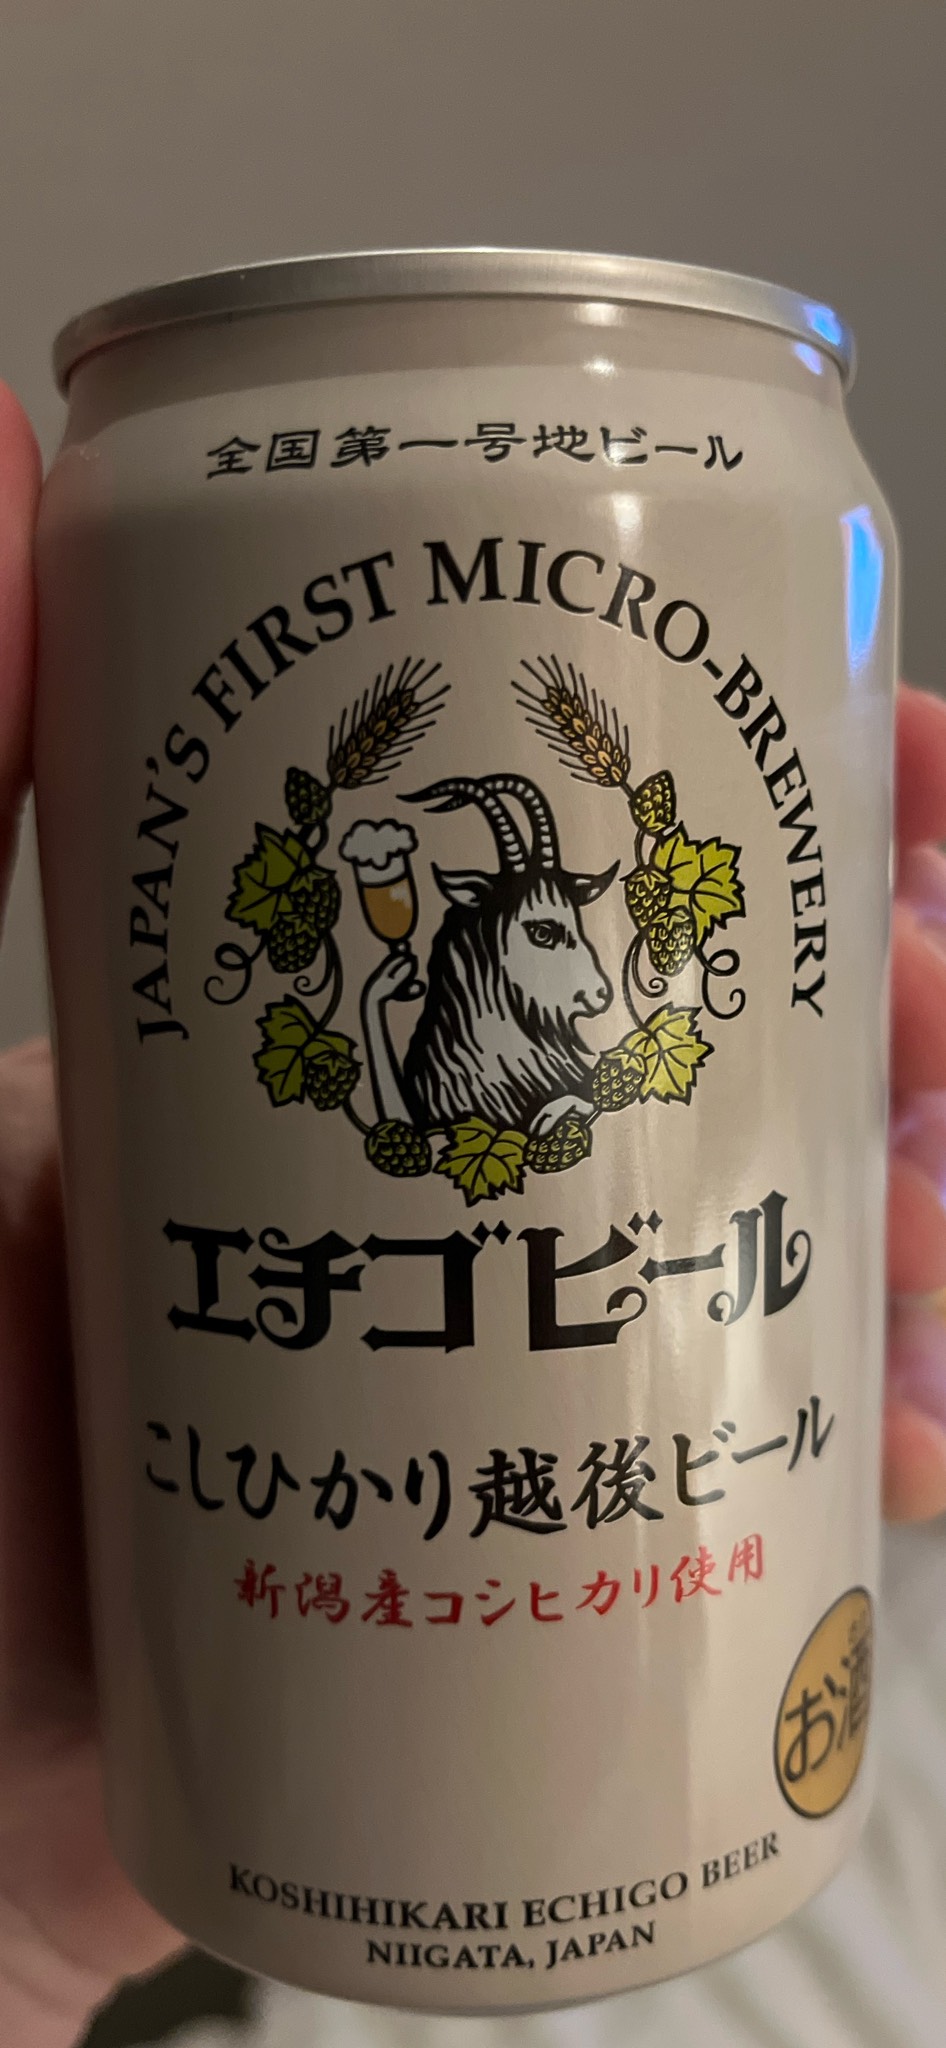 全国第一号地ビール
JAPAN'S FIRST MICRO-BREWERY
エチゴビール
こしひかり越後ビール
新潟産コシヒカリ使用
お酒
KOSHIHIKARI ECHIGO BEER
NIIGATA, JAPAN